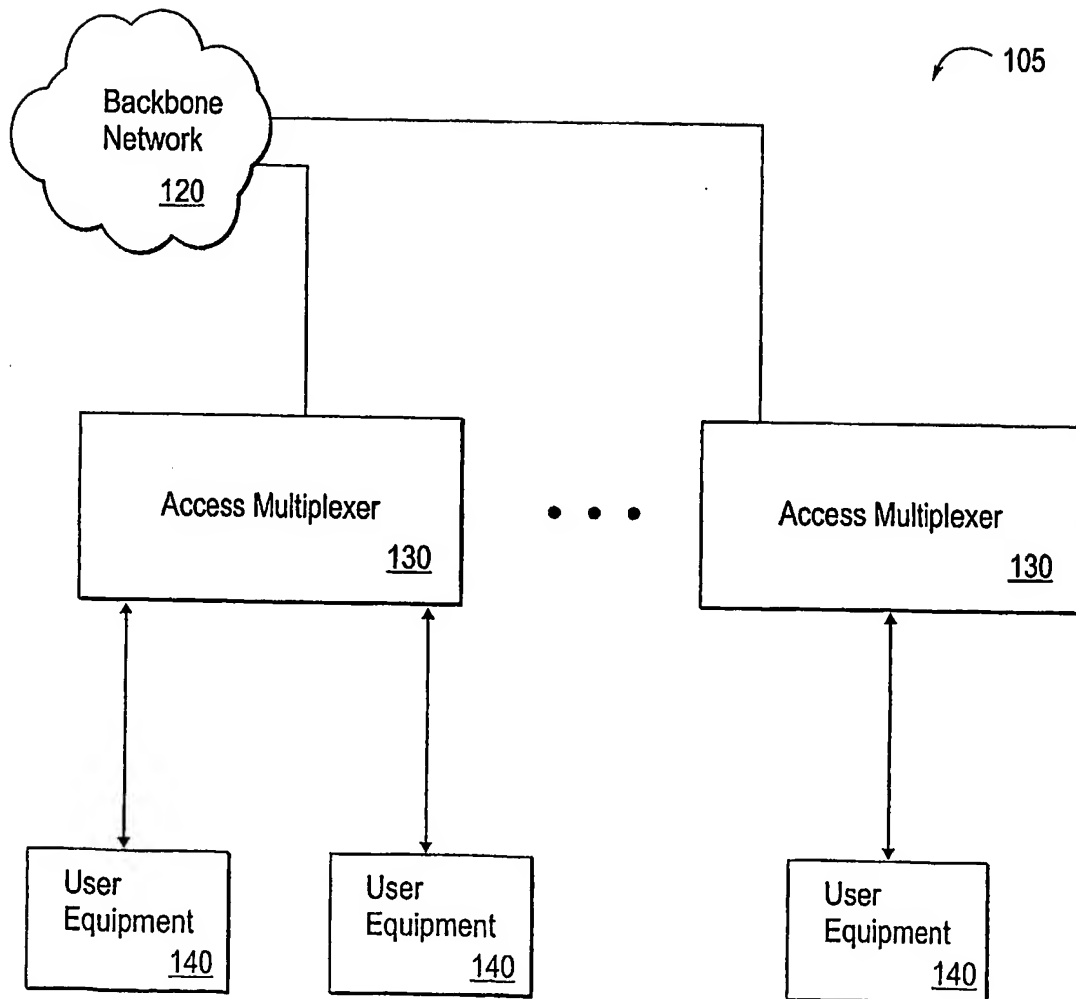 105
Backbone
Network
120
Access Multiplexer
130
Access Multiplexer
130
User
Equipment
140
User
Equipment
140
User
Equipment
140